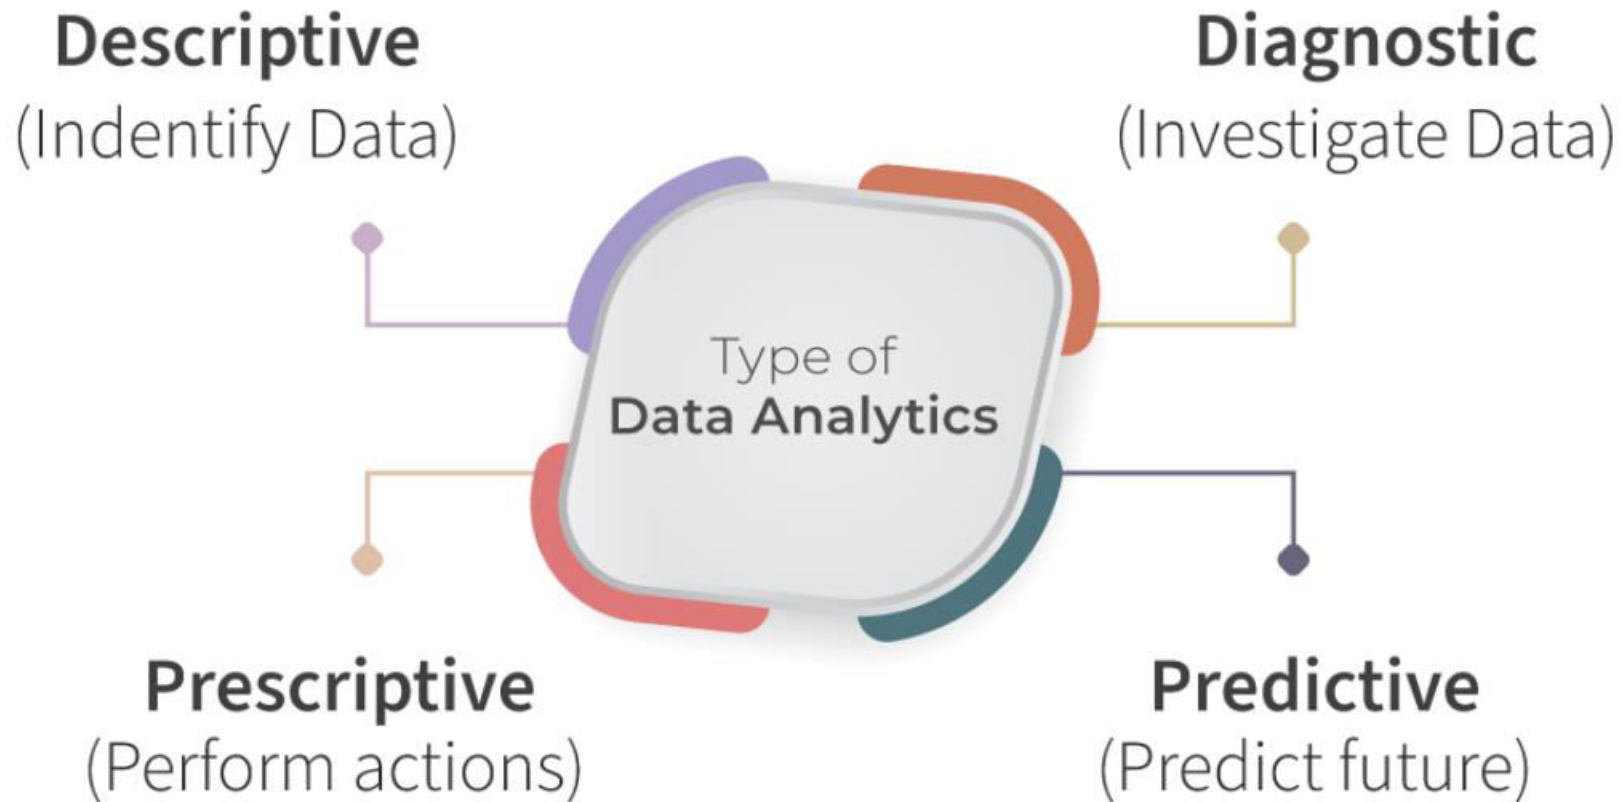 Descriptive
(Indentify Data)
Diagnostic
(Investigate Data)
Type of
Data Analytics
Prescriptive
(Perform actions)
Predictive
(Predict future)